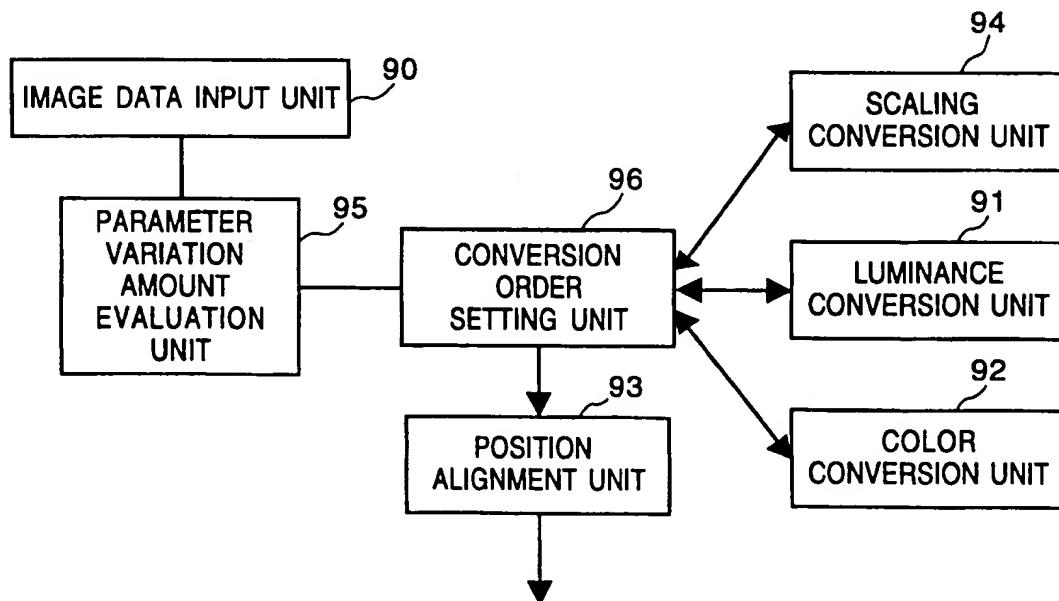 90
IMAGE DATA INPUT UNIT
95
PARAMETER
VARIATION
AMOUNT
EVALUATION
UNIT
96
CONVERSION
ORDER
SETTING UNIT
93
POSITION
ALIGNMENT UNIT
94
SCALING
CONVERSION UNIT
91
LUMINANCE
CONVERSION UNIT
92
COLOR
CONVERSION UNIT